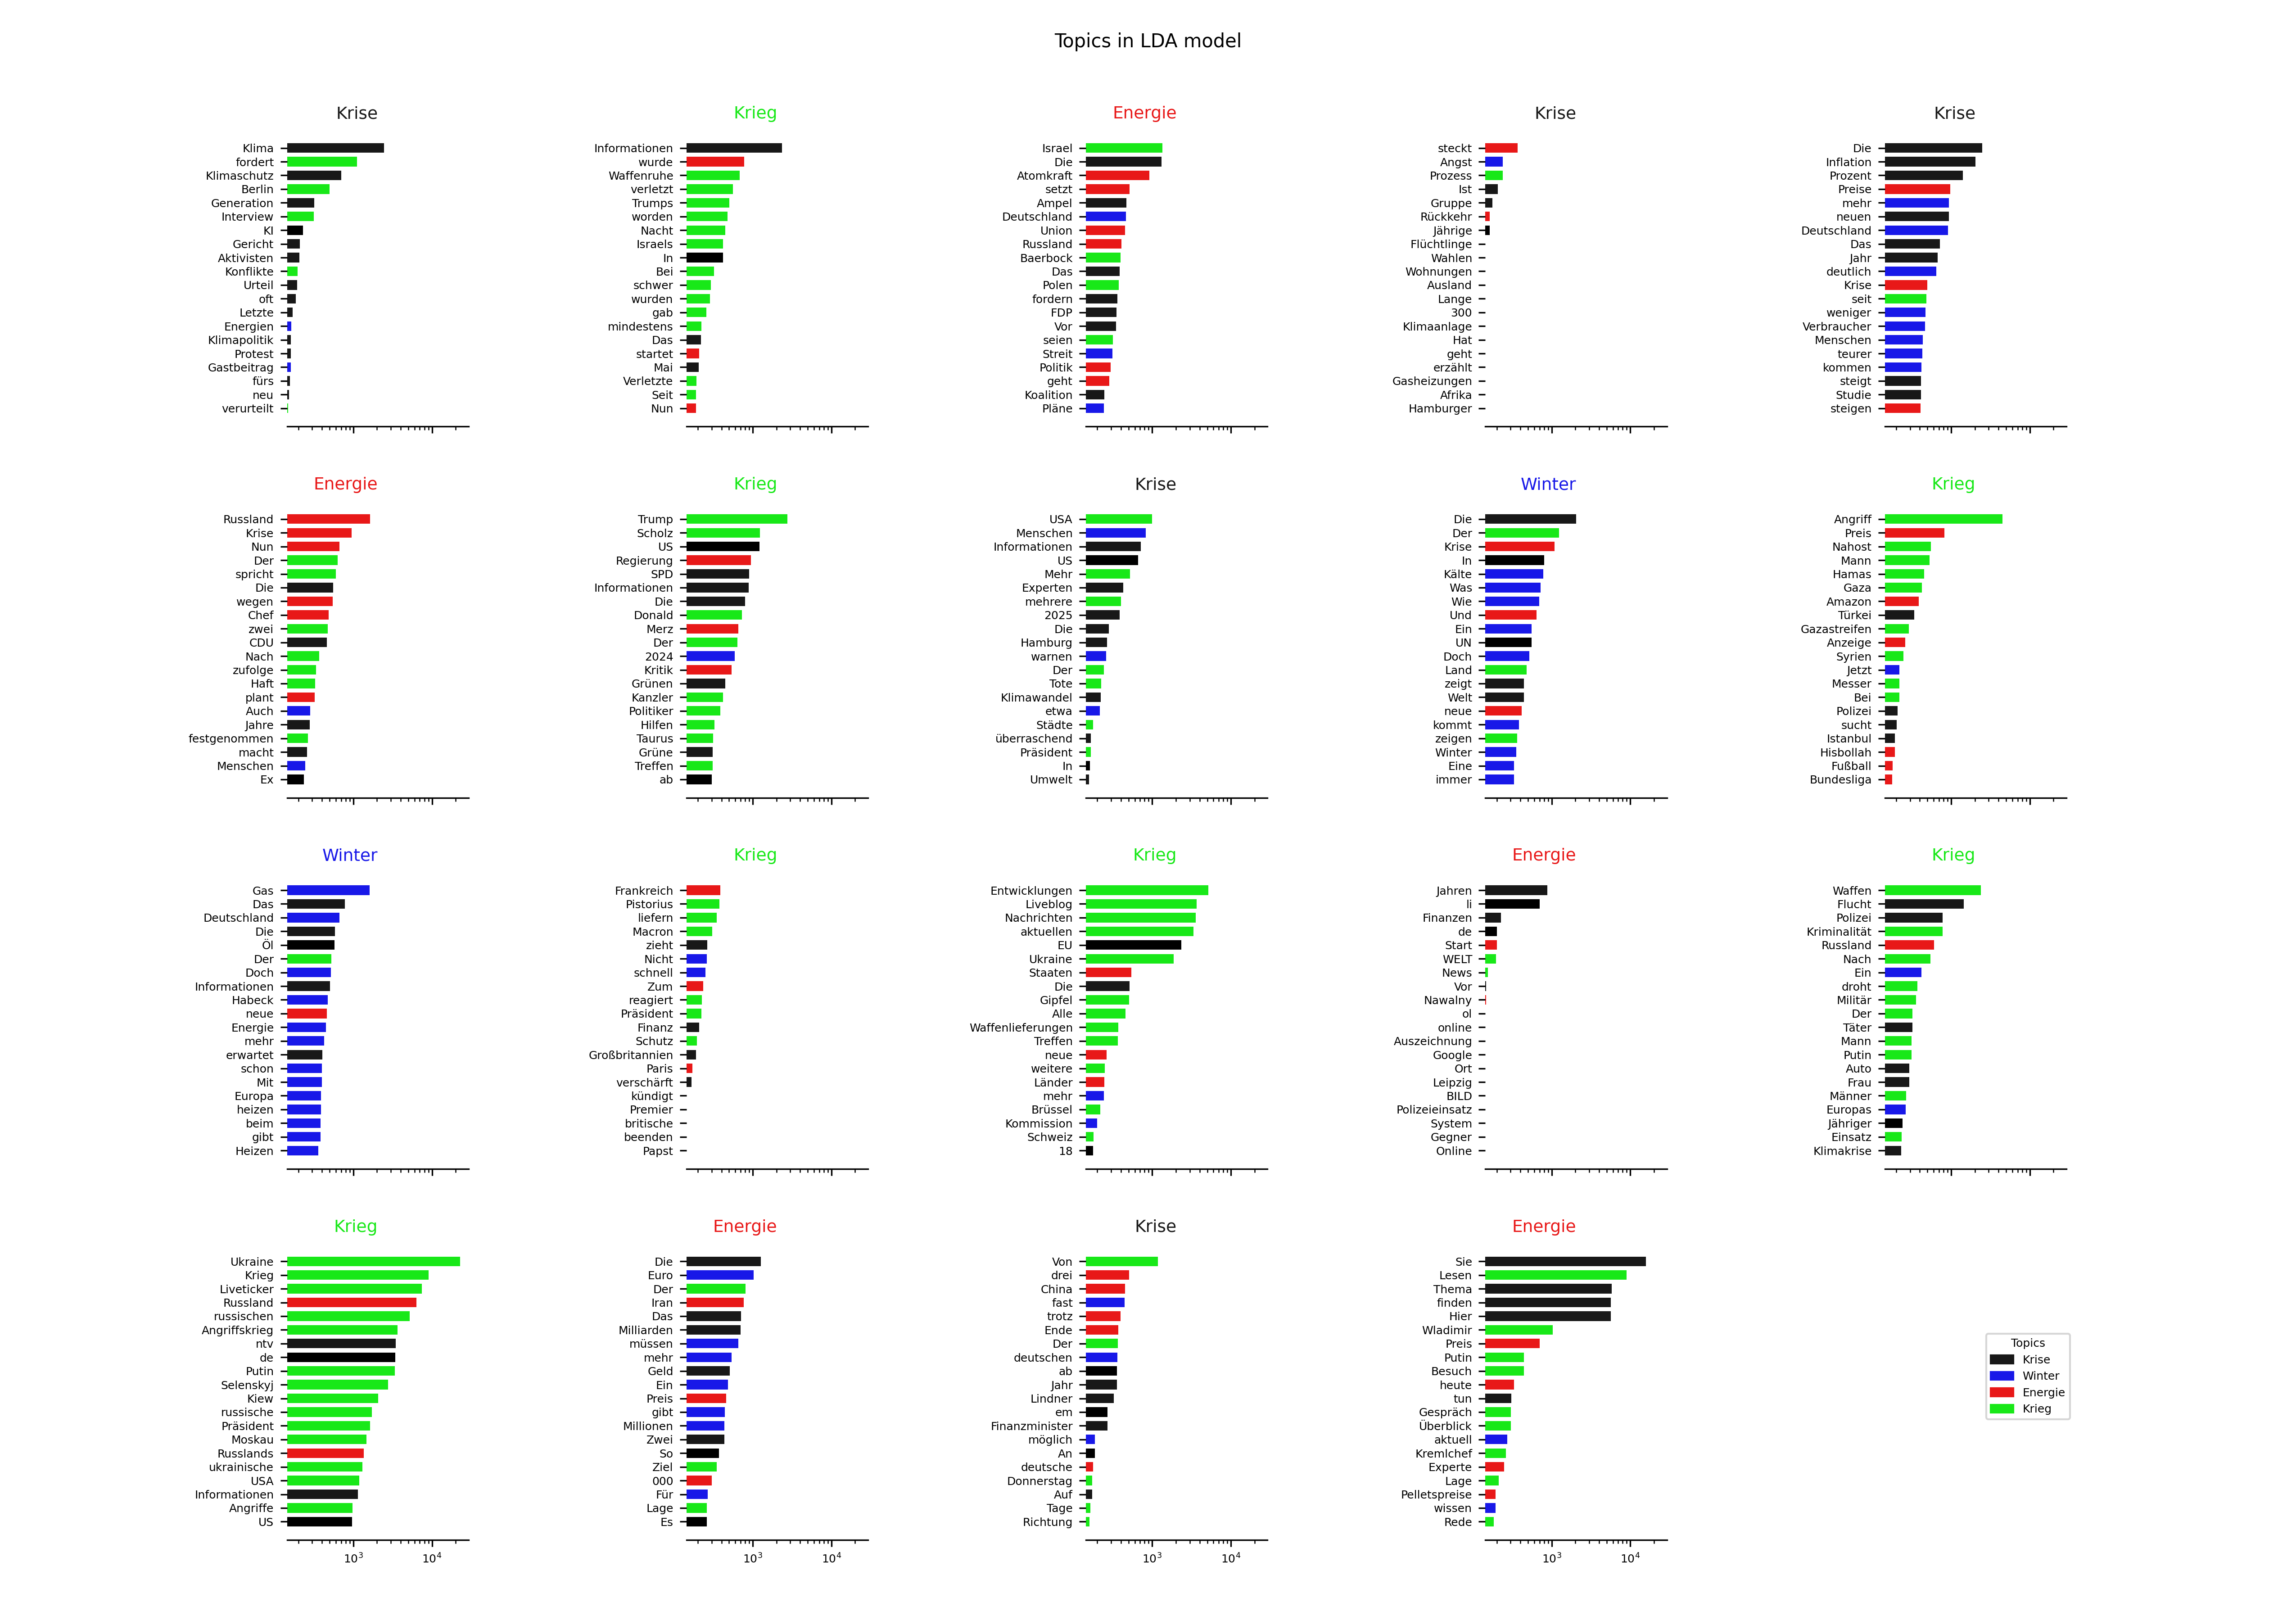 Topics in LDA model
Krise
Klima
fordert
Klimaschutz
Berlin
Generation
Interview
KI
Gericht
Aktivisten
Konflikte
Urteil
oft
Letzte
Energien
Klimapolitik
Protest
Gastbeitrag
fürs
neu
verurteilt
Krieg
Informationen
wurde
Waffenruhe
verletzt
Trumps
worden
Nacht
Israels
In
Bei
schwer
wurden
gab
mindestens
Das
startet
Mai
Verletzte
Seit
Nun
Energie
Israel
Die
Atomkraft
setzt
Ampel
Deutschland
Union
Russland
Baerbock
Das
Polen
fordern
FDP
Vor
seien
Streit
Politik
geht
Koalition
Pläne
Krise
steckt
Angst
Prozess
Ist
Gruppe
Rückkehr
Jährige
Flüchtlinge
Wahlen
Wohnungen
Ausland
Lange
300
Klimaanlage
Hat
geht
erzählt
Gasheizungen
Afrika
Hamburger
Krise
Die
Inflation
Prozent
Preise
mehr
neuen
Deutschland
Das
Jahr
deutlich
Krise
seit
weniger
Verbraucher
Menschen
teurer
kommen
steigt
Studie
steigen
Energie
Russland
Krise
Nun
Der
spricht
Die
wegen
Chef
zwei
CDU
Nach
zufolge
Haft
plant
Auch
Jahre
festgenommen
macht
Menschen
Ex
Krieg
Trump
Scholz
US
Regierung
SPD
Informationen
Die
Donald
Merz
Der
2024
Kritik
Grünen
Kanzler
Politiker
Hilfen
Taurus
Grüne
Treffen
ab
Krise
USA
Menschen
Informationen
US
Mehr
Experten
mehrere
2025
Die
Hamburg
warnen
Der
Tote
Klimawandel
etwa
Städte
überraschend
Präsident
In
Umwelt
Winter
Die
Der
Krise
In
Kälte
Was
Wie
Und
Ein
UN
Doch
Land
zeigt
Welt
neue
kommt
zeigen
Winter
Eine
immer
Krieg
Angriff
Preis
Nahost
Mann
Hamas
Gaza
Amazon
Türkei
Gazastreifen
Anzeige
Syrien
Jetzt
Messer
Bei
Polizei
sucht
Istanbul
Hisbollah
Fußball
Bundesliga
Winter
Gas
Das
Deutschland
Die
Öl
Der
Doch
Informationen
Habeck
neue
Energie
mehr
erwartet
schon
Mit
Europa
heizen
beim
gibt
Heizen
Krieg
Frankreich
Pistorius
liefern
Macron
zieht
Nicht
schnell
Zum
reagiert
Präsident
Finanz
Schutz
Großbritannien
Paris
verschärft
kündigt
Premier
britische
beenden
Papst
Krieg
Entwicklungen
Liveblog
Nachrichten
aktuellen
EU
Ukraine
Staaten
Die
Gipfel
Alle
Waffenlieferungen
Treffen
neue
weitere
Länder
mehr
Brüssel
Kommission
Schweiz
18
Energie
Jahren
li
Finanzen
de
Start
WELT
News
Vor
Nawalny
ol
online
Auszeichnung
Google
Ort
Leipzig
BILD
Polizeieinsatz
System
Gegner
Online
Krieg
Waffen
Flucht
Polizei
Kriminalität
Russland
Nach
Ein
droht
Militär
Der
Täter
Mann
Putin
Auto
Frau
Männer
Europas
Jähriger
Einsatz
Klimakrise
Krieg
Ukraine
Krieg
Liveticker
Russland
russischen
Angriffskrieg
ntv
de
Putin
Selenskyj
Kiew
russische
Präsident
Moskau
Russlands
ukrainische
USA
Informationen
Angriffe
US
10³ 10⁴
Energie
Die
Euro
Der
Iran
Das
Milliarden
müssen
mehr
Geld
Ein
Preis
gibt
Millionen
Zwei
So
Ziel
000
Für
Lage
Es
10³ 10⁴
Krise
Von
drei
China
fast
trotz
Ende
Der
deutschen
ab
Jahr
Lindner
em
Finanzminister
möglich
An
deutsche
Donnerstag
Auf
Tage
Richtung
10³ 10⁴
Energie
Sie
Lesen
Thema
finden
Hier
Wladimir
Preis
Putin
Besuch
heute
tun
Gespräch
Überblick
aktuell
Kremlchef
Experte
Lage
Pelletspreise
wissen
Rede
10³ 10⁴
Topics
Krise
Winter
Energie
Krieg